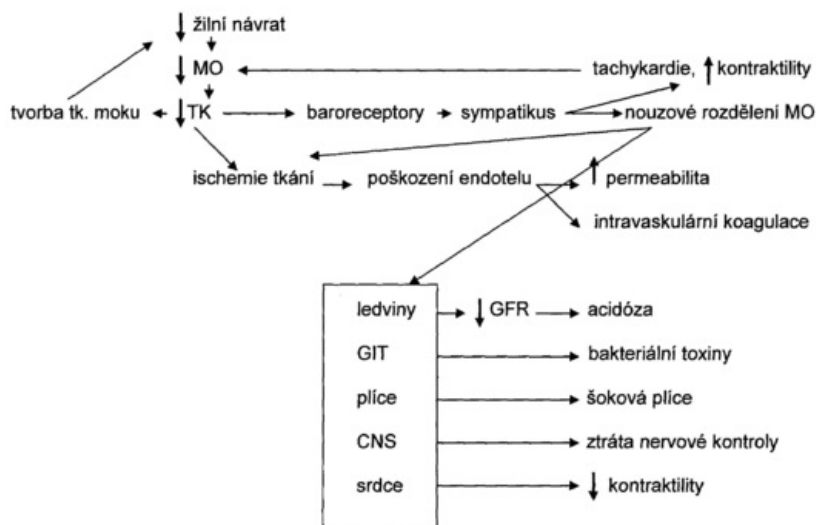 ↓ žilní návrat
↓ MO ← tachykardie, ↑ kontraktility
tvorba tk. moku ← ↓ TK → baroreceptory → sympatikus → nouzové rozdělení MO
ischemie tkání → poškození endotelu → ↑ permeabilita
intravaskulární koagulace
ledviny → ↓ GFR → acidóza
GIT → bakteriální toxiny
plíce → šoková plíce
CNS → ztráta nervové kontroly
srdce → ↓ kontraktility